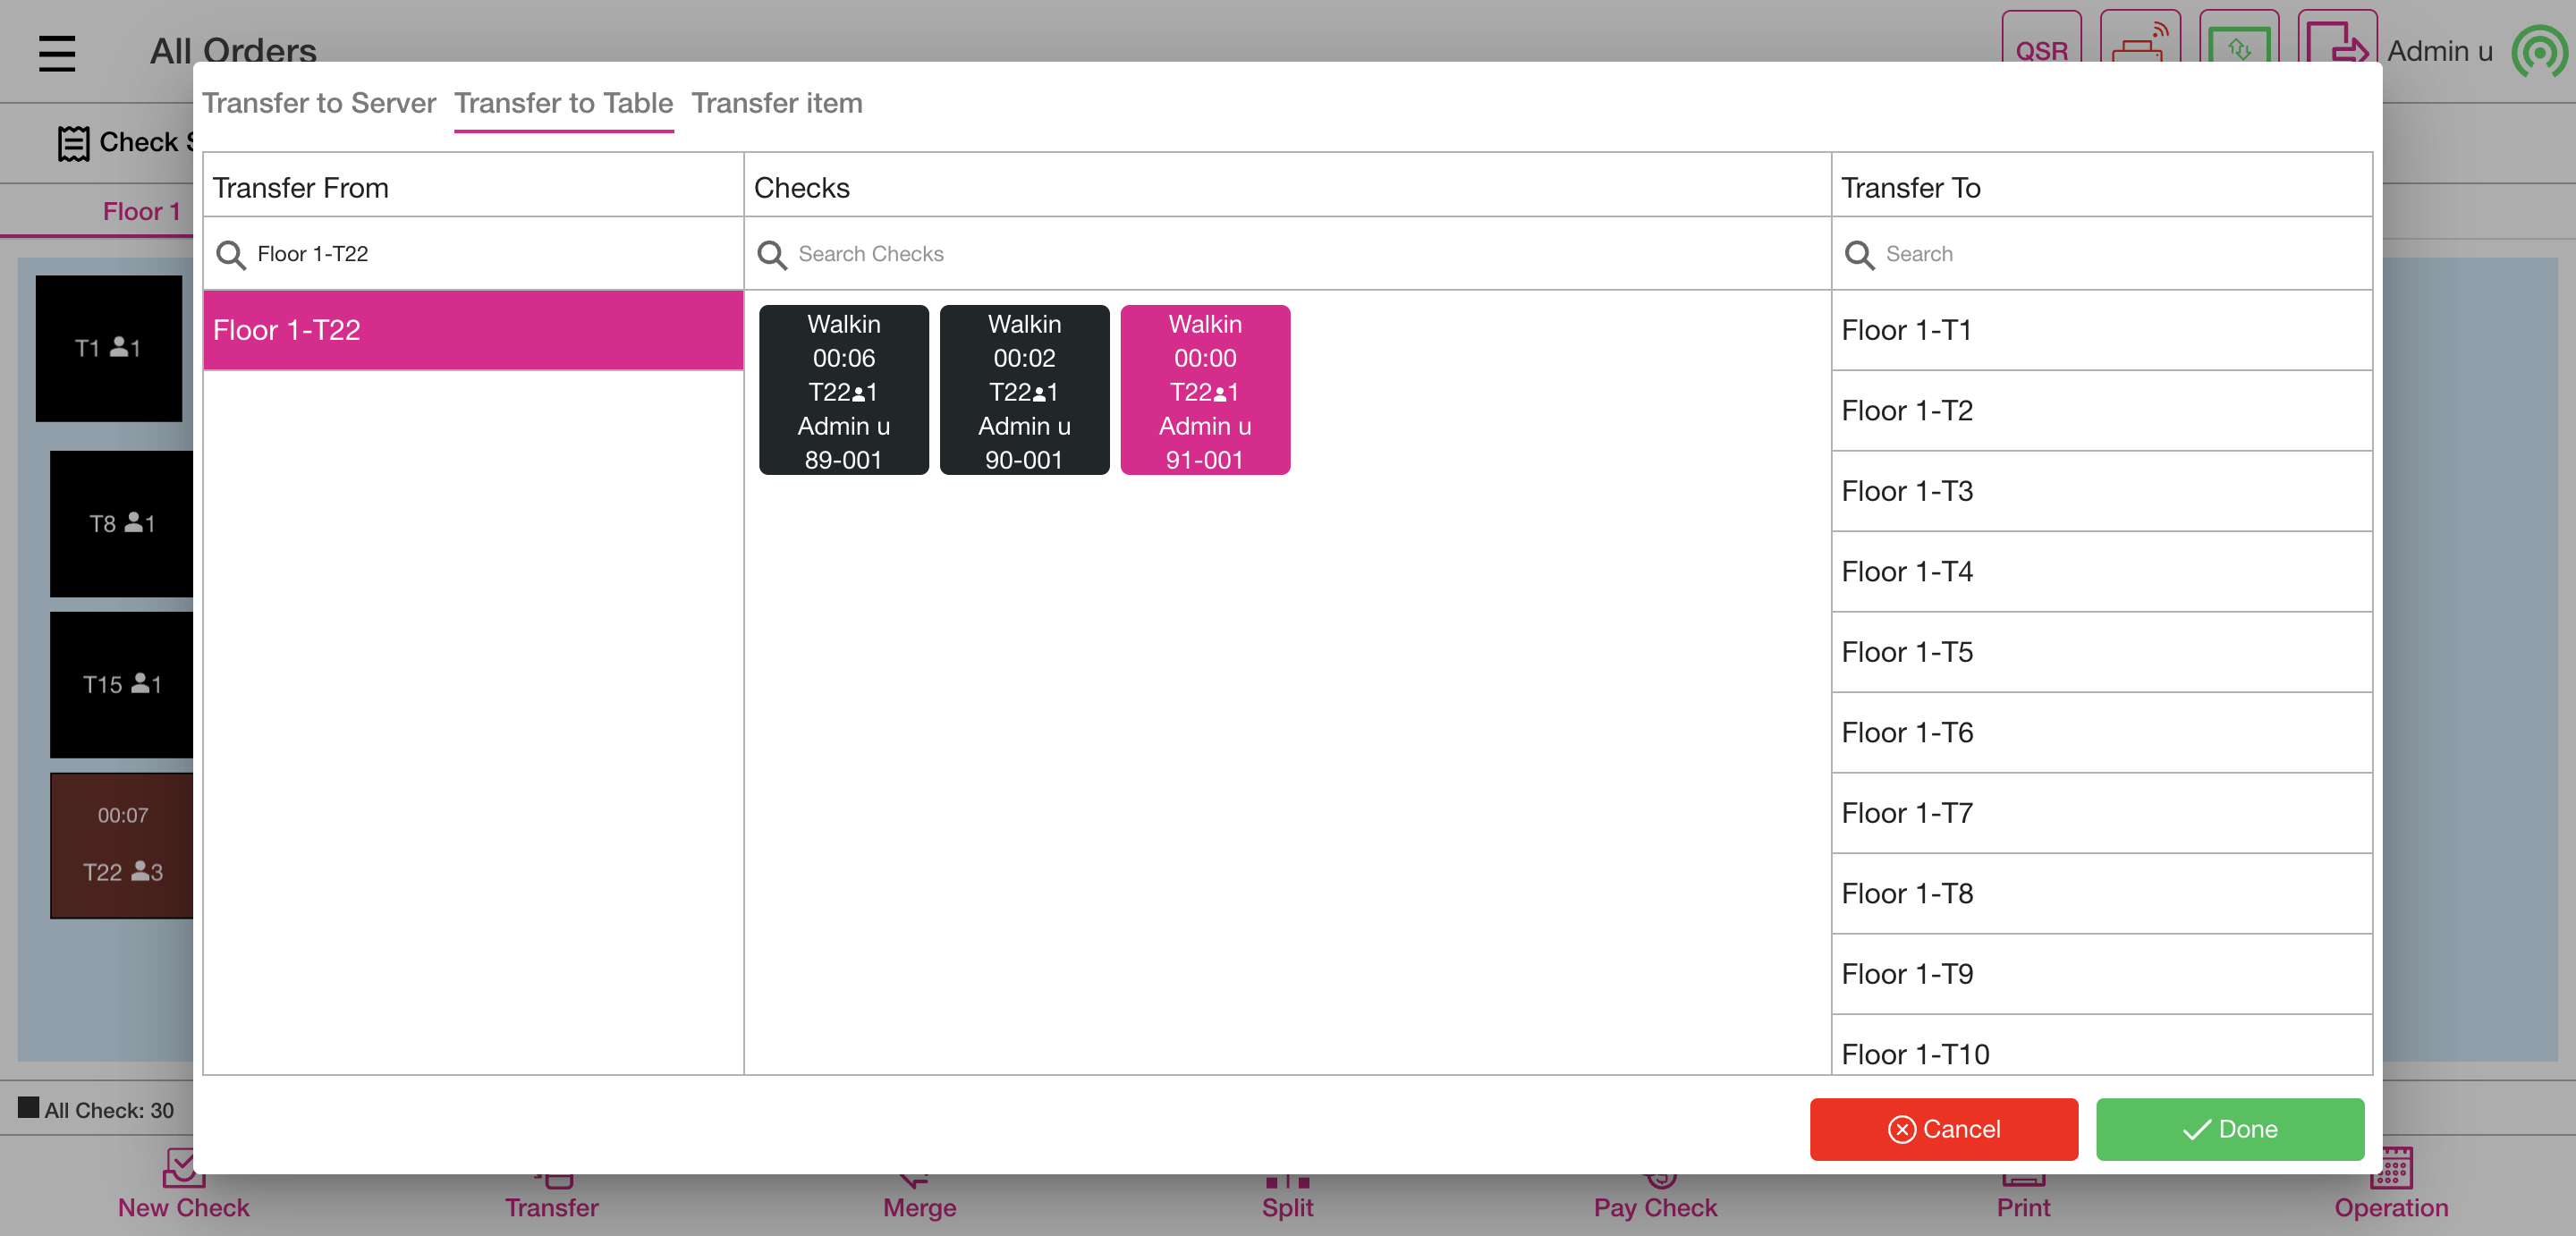 All Orders
QSR
Admin u
Transfer to Server
Transfer to Table
Transfer item
Check S
Floor 1
Transfer From
Checks
Transfer To
Floor 1-T22
Search Checks
Search
Floor 1-T22
Walkin
00:06
T22 1
Admin u
89-001
Walkin
00:02
T22 1
Admin u
90-001
Walkin
00:00
T22 1
Admin u
91-001
Floor 1-T1
Floor 1-T2
Floor 1-T3
Floor 1-T4
Floor 1-T5
Floor 1-T6
Floor 1-T7
Floor 1-T8
Floor 1-T9
Floor 1-T10
T1 1
T8 1
T15 1
00:07
T22 3
All Check: 30
Cancel
Done
New Check
Transfer
Merge
Split
Pay Check
Print
Operation